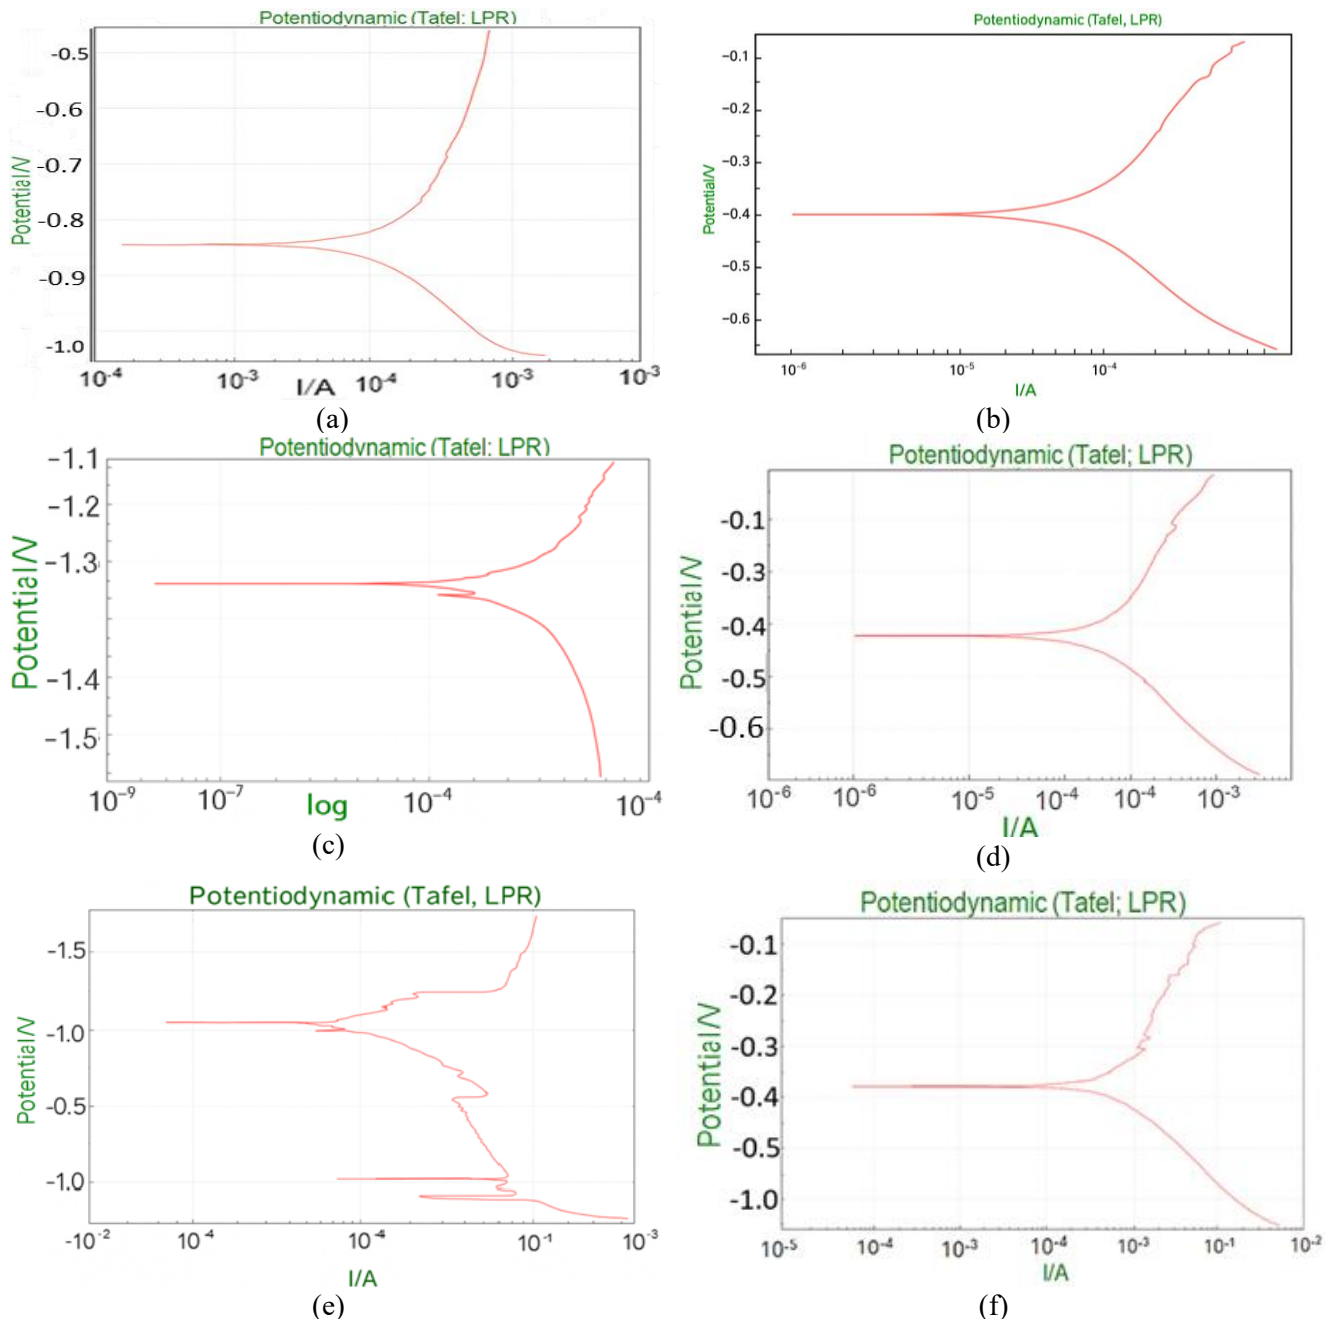 Potentiodynamic (Tafel: LPR)
-0.5
-0.6
-0.7
-0.8
-0.9
-1.0
Potential/V
10-4
10-3
I/A
10-4
10-3
10-3
(a)
Potentiodynamic (Tafel, LPR)
-0.1
-0.2
-0.3
-0.4
-0.5
-0.6
Potential/V
10-6
10-5
10-4
I/A
(b)
Potentiodynamic (Tafel: LPR)
-1.1
-1.2
-1.3
-1.4
-1.5
Potential/V
10-9
10-7
log
10-4
10-4
(c)
Potentiodynamic (Tafel; LPR)
-0.1
-0.3
-0.4
-0.5
-0.6
Potential/V
10-6
10-6
10-5
10-4
10-4
10-3
I/A
(d)
Potentiodynamic (Tafel, LPR)
-1.5
-1.0
-0.5
-1.0
Potential/V
-10-2
10-4
10-4
10-1
10-3
I/A
(e)
Potentiodynamic (Tafel; LPR)
-0.1
-0.2
-0.3
-0.4
-0.5
-1.0
Potential/V
10-5
10-4
10-3
10-4
10-3
10-1
10-2
I/A
(f)